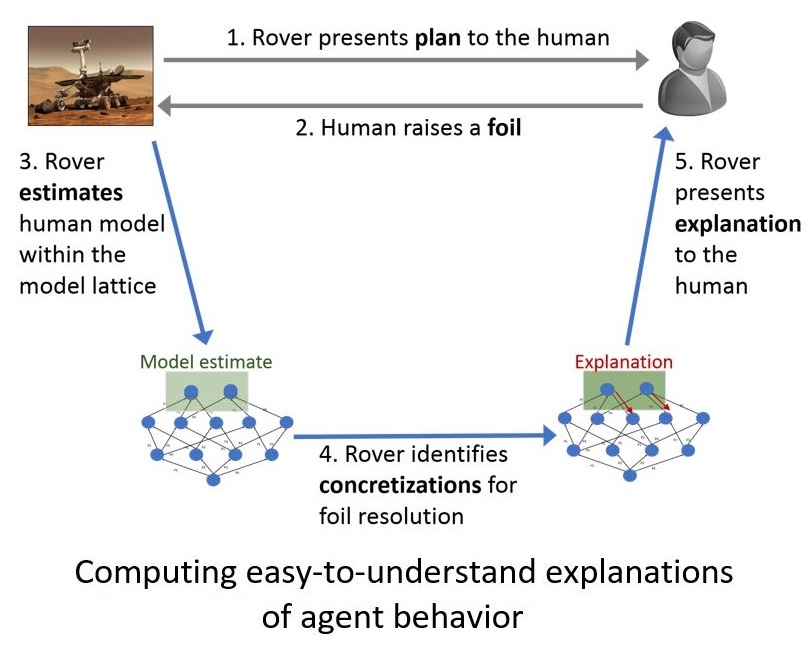 1. Rover presents plan to the human
2. Human raises a foil
3. Rover
estimates
human model
within the
model lattice
5. Rover
presents
explanation
to the
human
Model estimate
Explanation
4. Rover identifies
concretizations for
foil resolution
Computing easy-to-understand explanations
of agent behavior